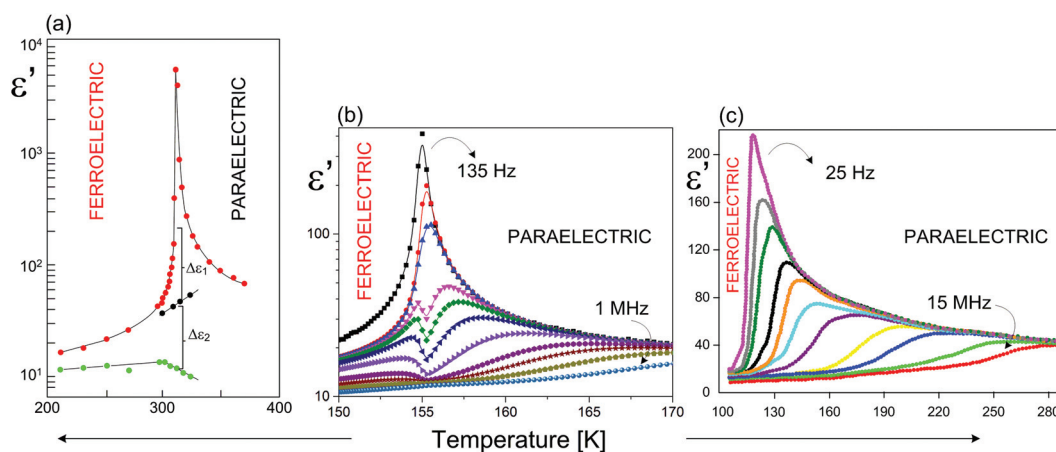 (a)
10⁴
ε’
10³
10²
10¹
FERROELECTRIC
PARAELECTRIC
Δε₁
Δε₂
200
300
400
(b)
ε’
100
10
FERROELECTRIC
135 Hz
PARAELECTRIC
1 MHz
150
155
160
165
170
(c)
ε’
200
160
120
80
40
0
FERROELECTRIC
25 Hz
PARAELECTRIC
15 MHz
100
130
160
190
220
250
280
Temperature [K]